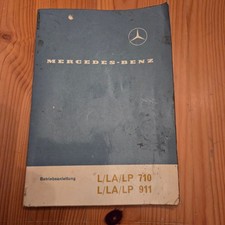 MERCEDES-BENZ
Betriebsanleitung
L/LA/LP 710
L/LA/LP 911